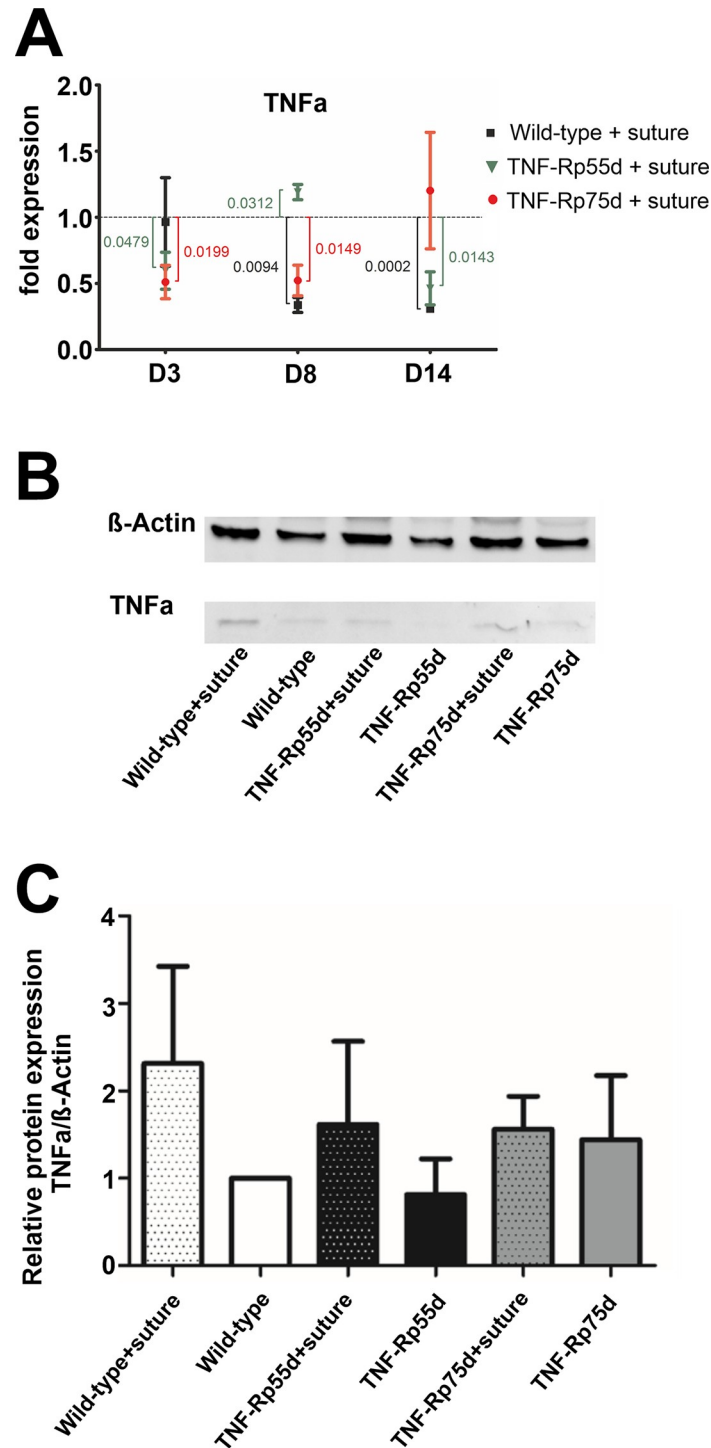 A
TNFa
fold expression
2.0
1.5
1.0
0.5
0.0
0.0479
0.0199
0.0312
0.0094
0.0149
0.0002
0.0143
D3
D8
D14
Wild-type + suture
TNF-Rp55d + suture
TNF-Rp75d + suture
B
ß-Actin
TNFa
Wild-type+suture
Wild-type
TNF-Rp55d+suture
TNF-Rp55d
TNF-Rp75d+suture
TNF-Rp75d
C
Relative protein expression
TNFa/ß-Actin
4
3
2
1
0
Wild-type+suture
Wild-type
TNF-Rp55d+suture
TNF-Rp55d
TNF-Rp75d+suture
TNF-Rp75d